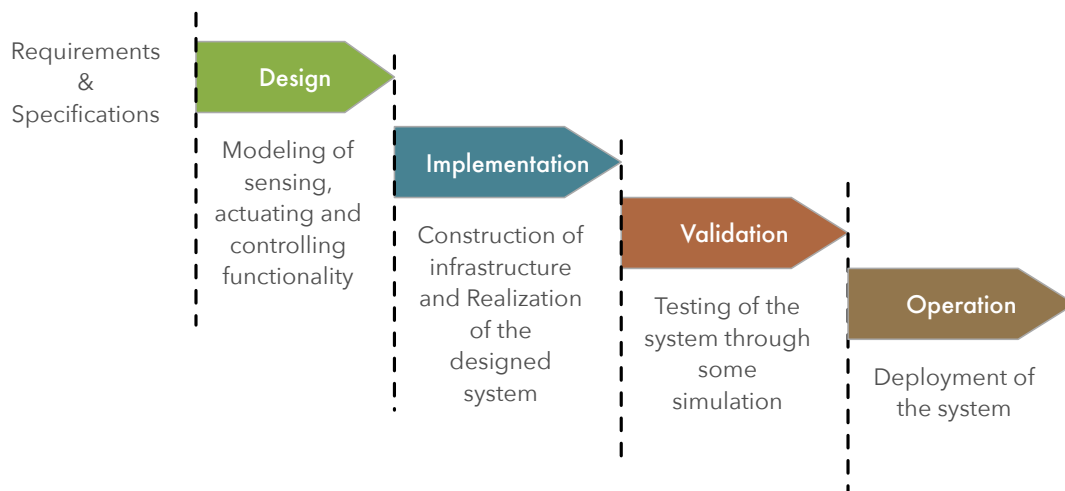 Requirements
&
Specifications
Design
Modeling of
sensing,
actuating and
controlling
functionality
Implementation
Construction of
infrastructure
and Realization
of the
designed
system
Validation
Testing of the
system through
some
simulation
Operation
Deployment of
the system